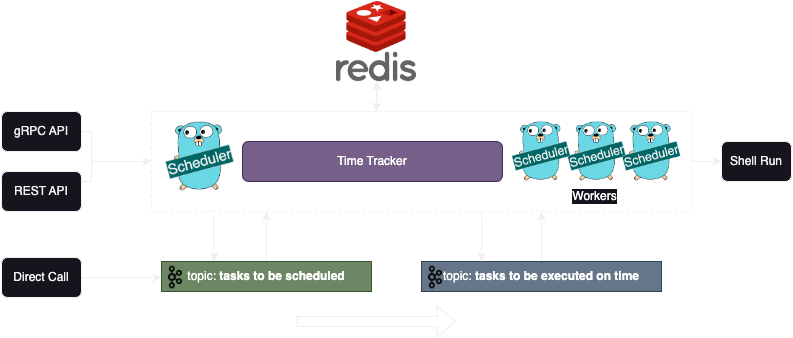 redis
gRPC API
REST API
Scheduler
Time Tracker
Scheduler
Scheduler
Scheduler
Workers
Shell Run
Direct Call
topic: tasks to be scheduled
topic: tasks to be executed on time